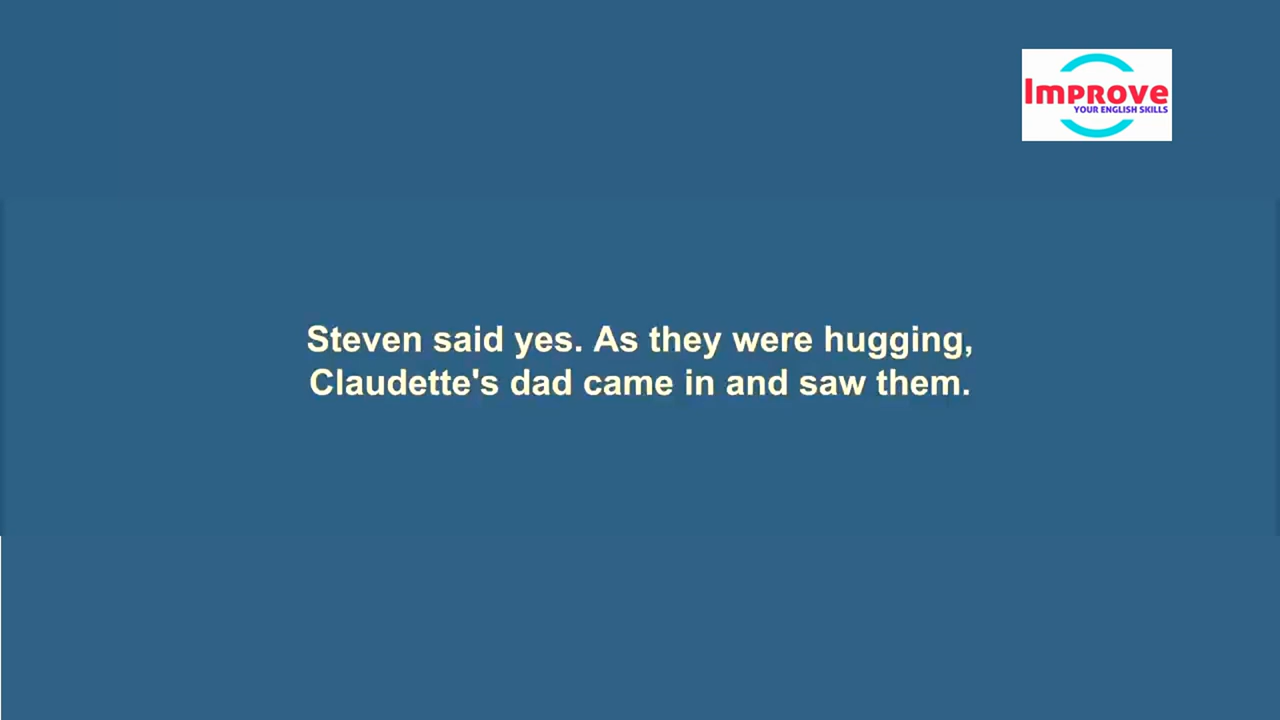 Improve
YOUR ENGLISH SKILLS
Steven said yes. As they were hugging,
Claudette's dad came in and saw them.